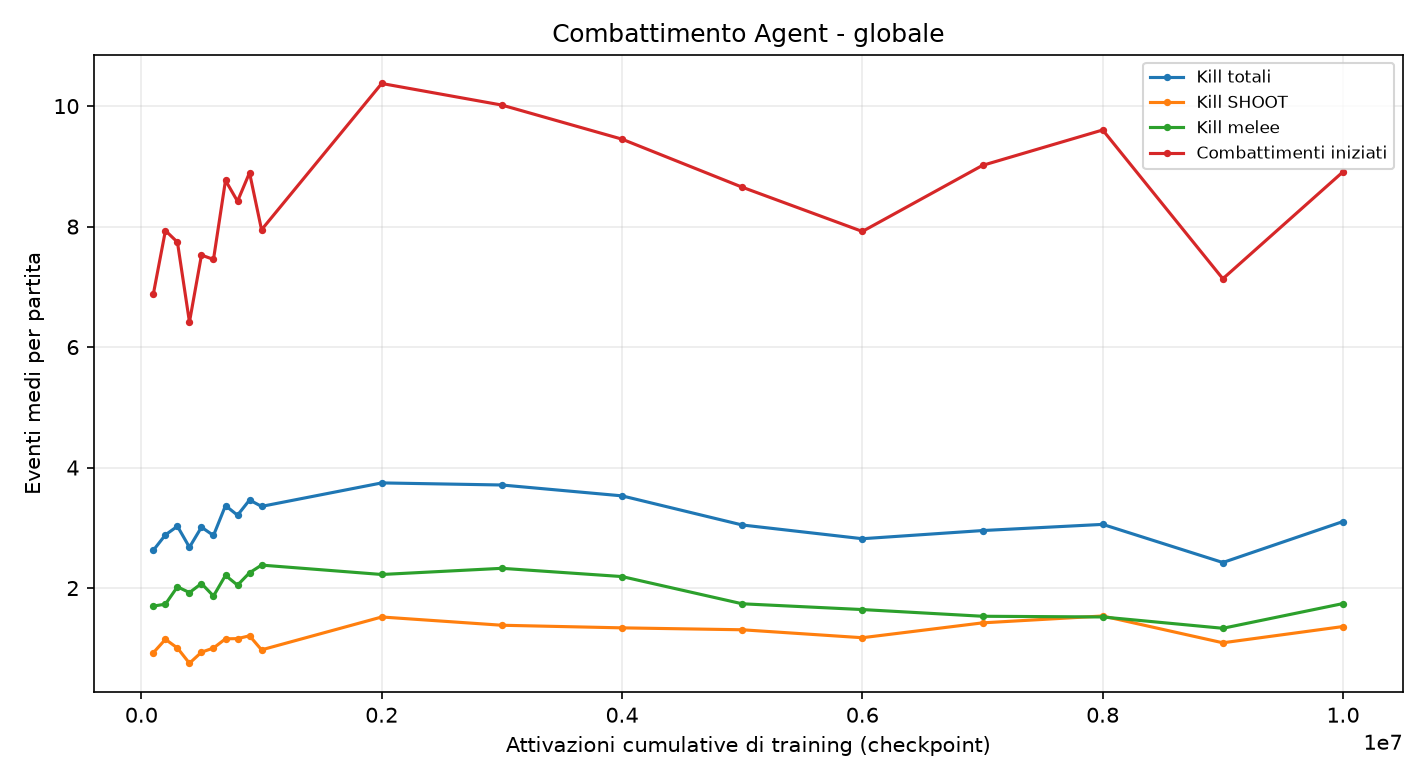 Combattimento Agent - globale
Kill totali
Kill SHOOT
Kill melee
Combattimenti iniziati
Eventi medi per partita
10
8
6
4
2
0.0 0.2 0.4 0.6 0.8 1.0
1e7
Attivazioni cumulative di training (checkpoint)